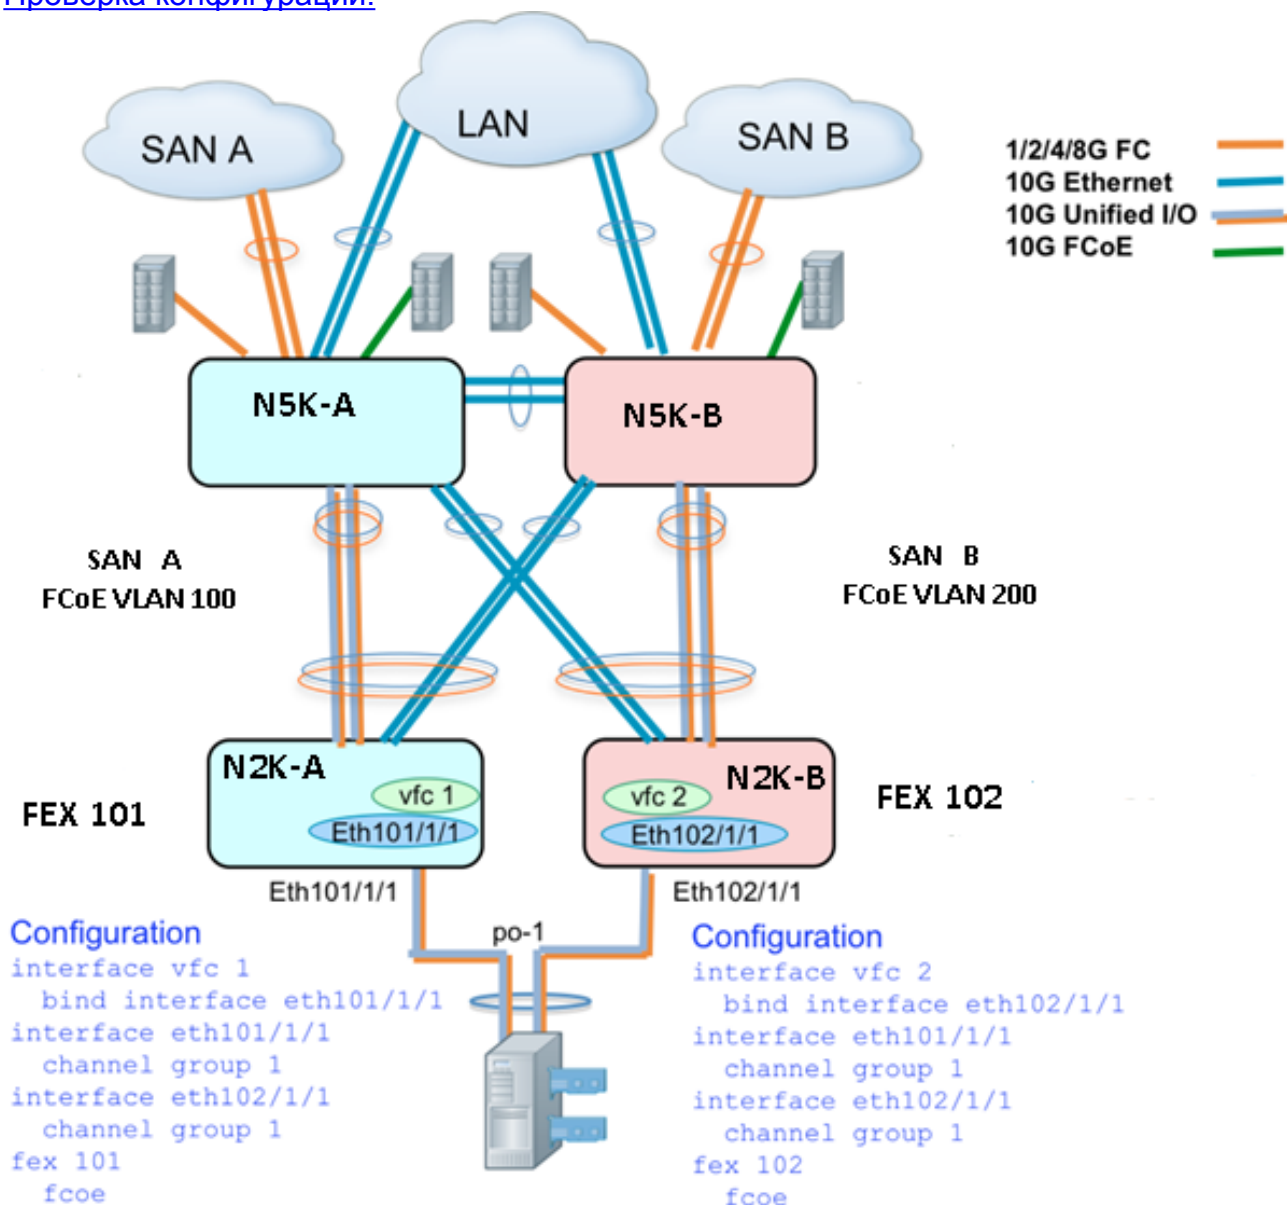 Проверка конфигурации:
LAN
SAN A
SAN B
1/2/4/8G FC
10G Ethernet
10G Unified I/O
10G FCoE
N5K-A
N5K-B
SAN A
FCoE VLAN 100
SAN B
FCoE VLAN 200
N2K-A
vfc 1
Eth101/1/1
FEX 101
N2K-B
vfc 2
Eth102/1/1
FEX 102
Eth101/1/1
Eth102/1/1
po-1
Configuration
interface vfc 1
bind interface eth101/1/1
interface eth101/1/1
channel group 1
interface eth102/1/1
channel group 1
fex 101
fcoe
Configuration
interface vfc 2
bind interface eth102/1/1
interface eth101/1/1
channel group 1
interface eth102/1/1
channel group 1
fex 102
fcoe